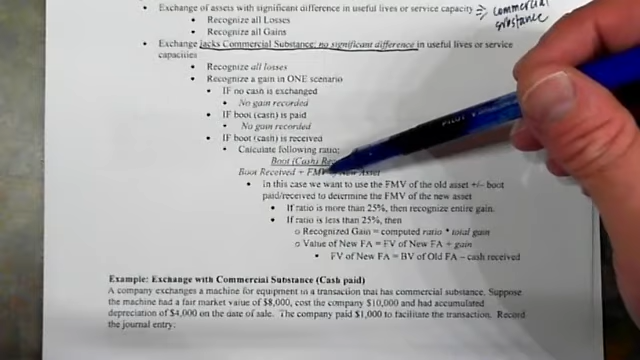 Exchange of assets with significant difference in useful lives or service capacity ⇒ commercial substance
Recognize all Losses
Recognize all Gains
Exchange lacks Commercial Substance: no significant difference in useful lives or service
capacities
Recognize all losses
Recognize a gain in ONE scenario
IF no cash is exchanged
No gain recorded
IF boot (cash) is paid
No gain recorded
IF boot (cash) is received
Calculate following ratio:
Boot (Cash)
Boot Received + FMV New Asset
In this case we want to use the FMV of the old asset +/- boot
paid/received to determine the FMV of the new asset
If ratio is more than 25%, then recognize entire gain.
If ratio is less than 25%, then
Recognized Gain = computed ratio * total gain
Value of New FA = FV of New FA + gain
FV of New FA = BV of Old FA – cash received
Example: Exchange with Commercial Substance (Cash paid)
A company exchanges a machine for equipment in a transaction that has commercial substance. Suppose
the machine had a fair market value of $8,000, cost the company $10,000 and had accumulated
depreciation of $4,000 on the date of sale. The company paid $1,000 to facilitate the transaction. Record
the journal entry:
PILOT